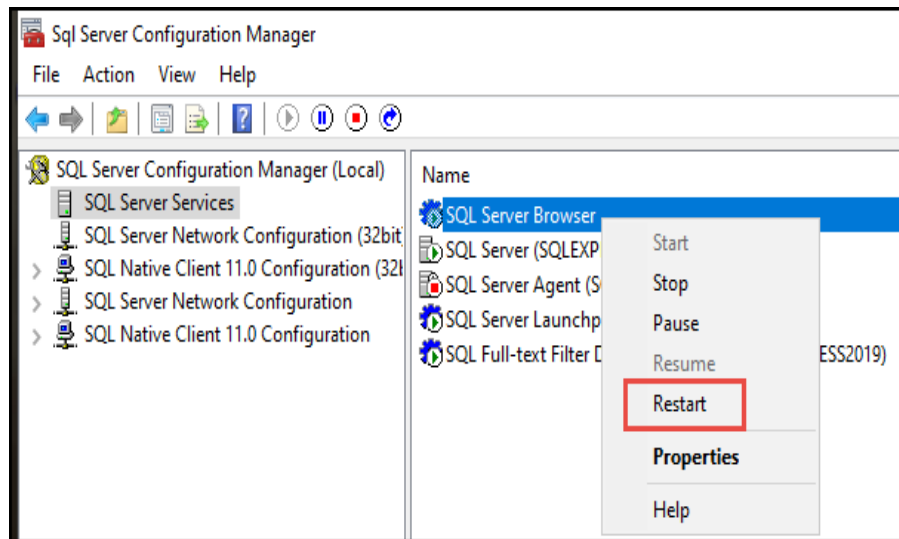 Sql Server Configuration Manager
File Action View Help
SQL Server Configuration Manager (Local)
SQL Server Services
SQL Server Network Configuration (32bit
SQL Native Client 11.0 Configuration (32b
SQL Server Network Configuration
SQL Native Client 11.0 Configuration
Name
SQL Server Browser
SQL Server (SQLEXP
SQL Server Agent (S
SQL Server Launchp
SQL Full-text Filter D
ESS2019)
Start
Stop
Pause
Resume
Restart
Properties
Help